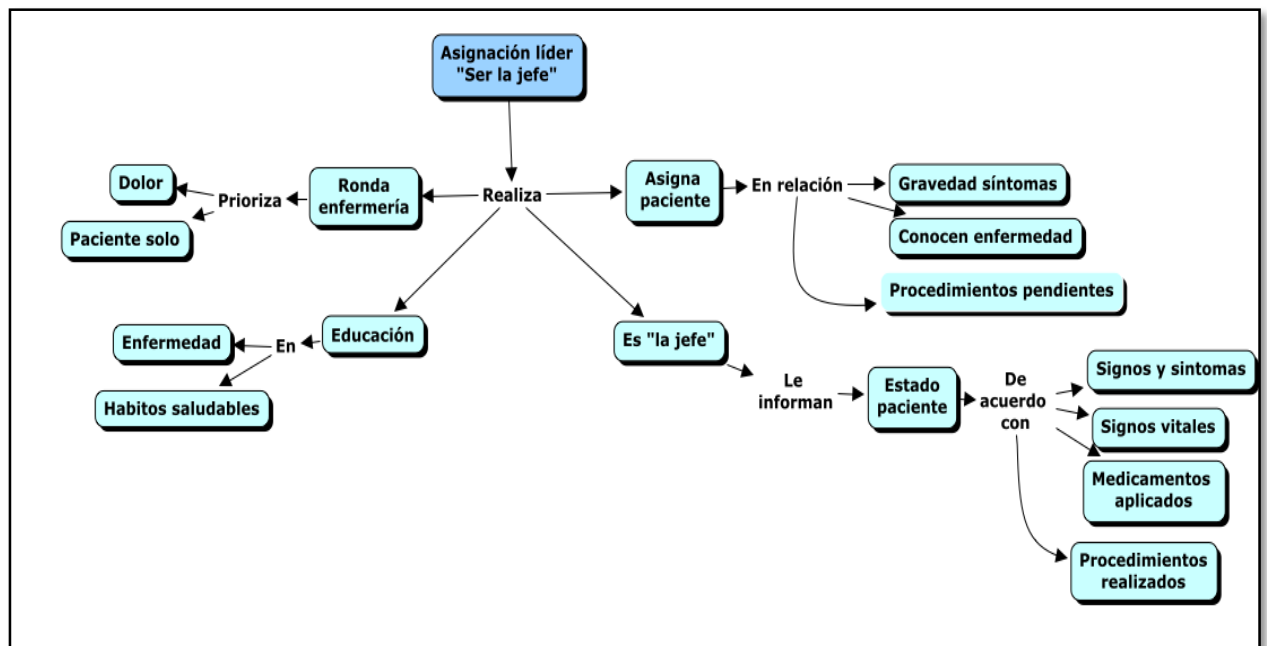 Asignación líder
"Ser la jefe"
Realiza
Ronda
enfermería
Prioriza
Dolor
Paciente solo
Asigna
paciente
En relación
Gravedad síntomas
Conocen enfermedad
Procedimientos pendientes
Educación
En
Enfermedad
Habitos saludables
Es "la jefe"
Le
informan
Estado
paciente
De
acuerdo
con
Signos y sintomas
Signos vitales
Medicamentos
aplicados
Procedimientos
realizados